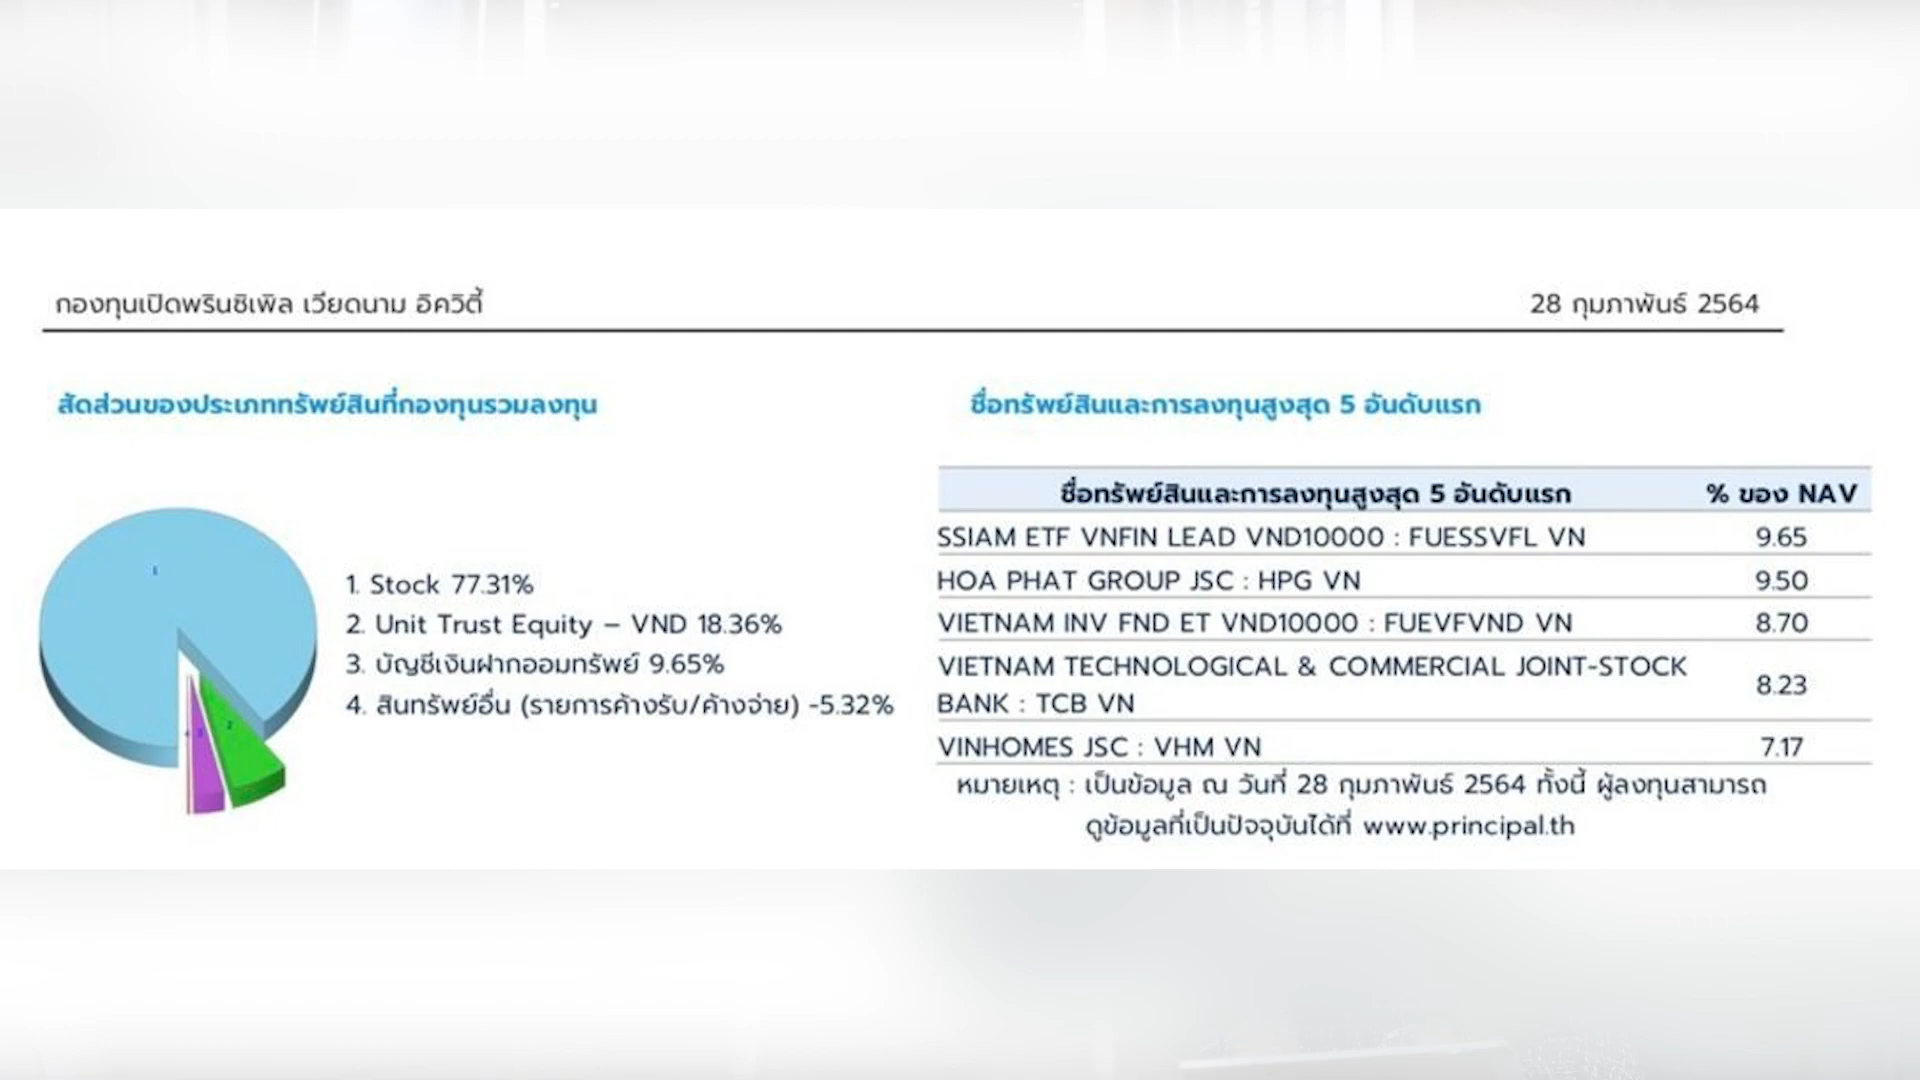 กองทุนเปิดพรินซิเพิล เวียดนาม อิควิตี้
28 กุมภาพันธ์ 2564
สัดส่วนของประเภททรัพย์สินที่กองทุนรวมลงทุน
1
2
3
4
1. Stock 77.31%
2. Unit Trust Equity – VND 18.36%
3. บัญชีเงินฝากออมทรัพย์ 9.65%
4. สินทรัพย์อื่น (รายการค้างรับ/ค้างจ่าย) -5.32%
ชื่อทรัพย์สินและการลงทุนสูงสุด 5 อันดับแรก
ชื่อทรัพย์สินและการลงทุนสูงสุด 5 อันดับแรก % ของ NAV
SSIAM ETF VNFIN LEAD VND10000 : FUESSVFL VN 9.65
HOA PHAT GROUP JSC : HPG VN 9.50
VIETNAM INV FND ET VND10000 : FUEVFVND VN 8.70
VIETNAM TECHNOLOGICAL & COMMERCIAL JOINT-STOCK
BANK : TCB VN 8.23
VINHOMES JSC : VHM VN 7.17
หมายเหตุ : เป็นข้อมูล ณ วันที่ 28 กุมภาพันธ์ 2564 ทั้งนี้ ผู้ลงทุนสามารถ
ดูข้อมูลที่เป็นปัจจุบันได้ที่ www.principal.th